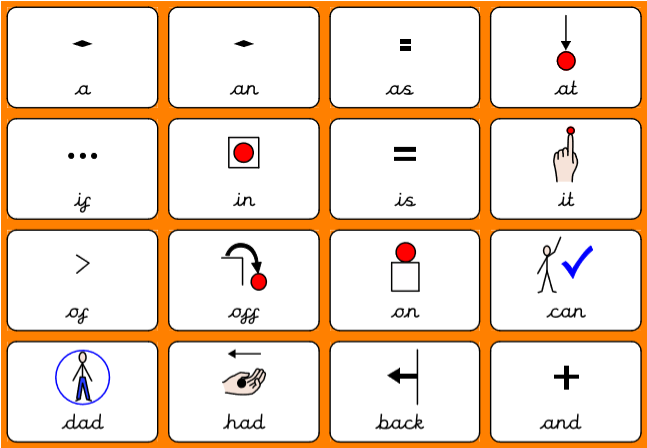 a an as at
if in is it
of off on can
dad had back and